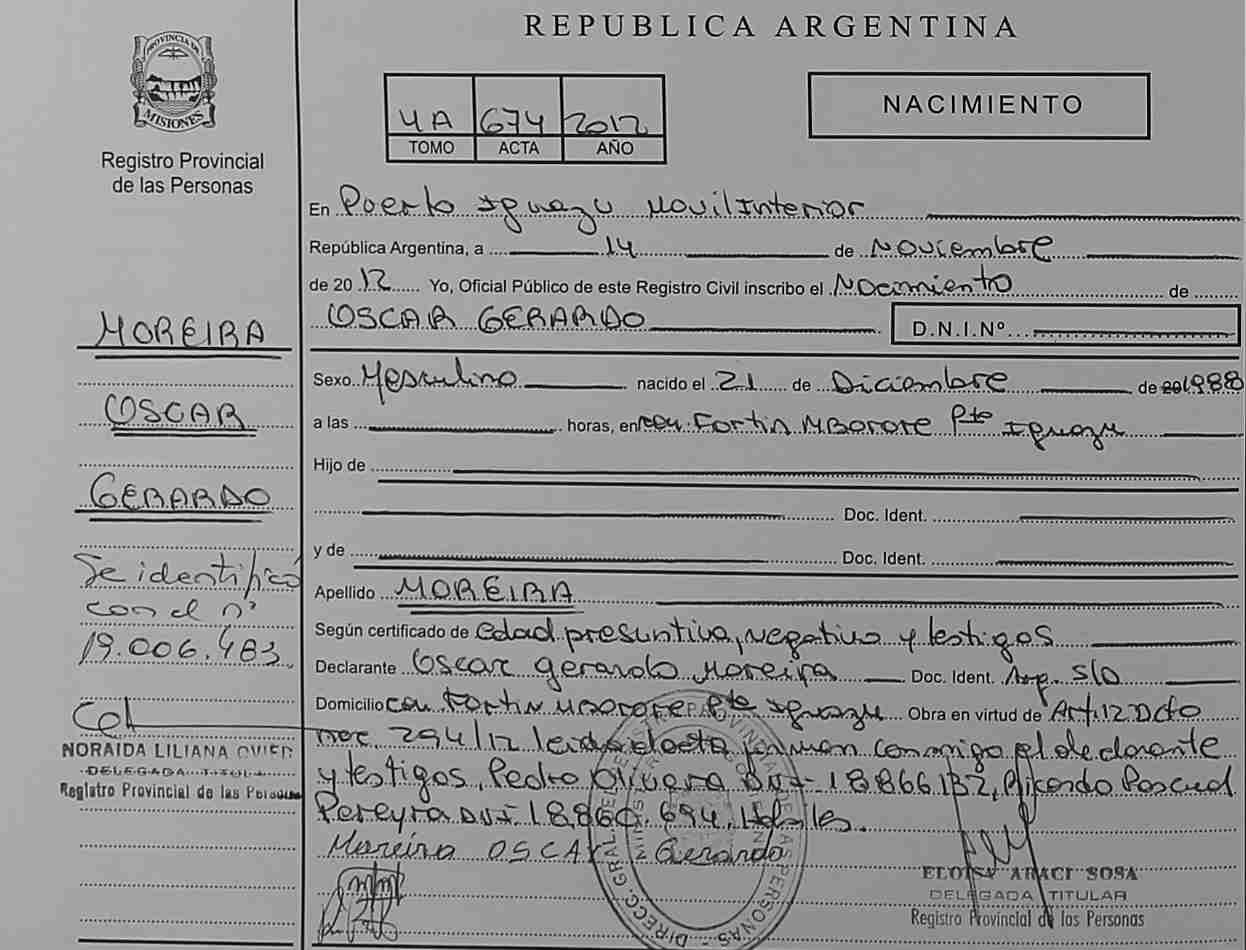 REPUBLICA ARGENTINA
PROVINCIA DE
MISIONES
Registro Provincial
de las Personas
4A 674 2012
TOMO ACTA AÑO
NACIMIENTO
En Puerto Iguazu Movil Interior
República Argentina, a 14 de Noviembre
de 2012 Yo, Oficial Público de este Registro Civil inscribo el Nacimiento de
OSCAR GERARDO D.N.I.Nº
Sexo Masculino nacido el 21 de Diciembre de 1988
a las horas, en Fortin Mborore Pto Iguazu
Hijo de
Doc. Ident.
y de Doc. Ident.
Apellido MOREIRA
Según certificado de edad presuntiva, negativa y testigos
Declarante Oscar gerardo Moreira Doc. Ident. Arg. S/D
Domicilio Fortin Mborore Pto Iguazu Obra en virtud de Art. 12 Dcto
294/12 leida el acta firman conmigo el declarante
y testigos, Pedro Olivera DNI 18.866.132, Ricardo Pascual
Pereyra DNI 18.860.694,
Moreira OSCAR Gerardo
MOREIRA
OSCAR
GERARDO
Se identificó
con el nº
19.006.483
NORAIDA LILIANA
DELEGADA TITULAR
Registro Provincial de las Personas
ELOISA ARACI SOSA
DELEGADA TITULAR
Registro Provincial de las Personas